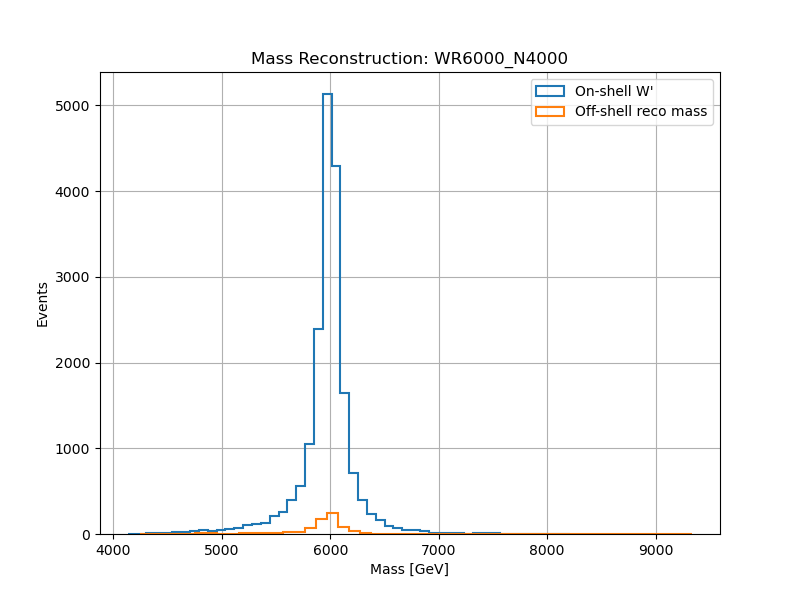 Mass Reconstruction: WR6000_N4000
On-shell W'
Off-shell reco mass
5000
4000
3000
2000
1000
0
Events
4000 5000 6000 7000 8000 9000
Mass [GeV]